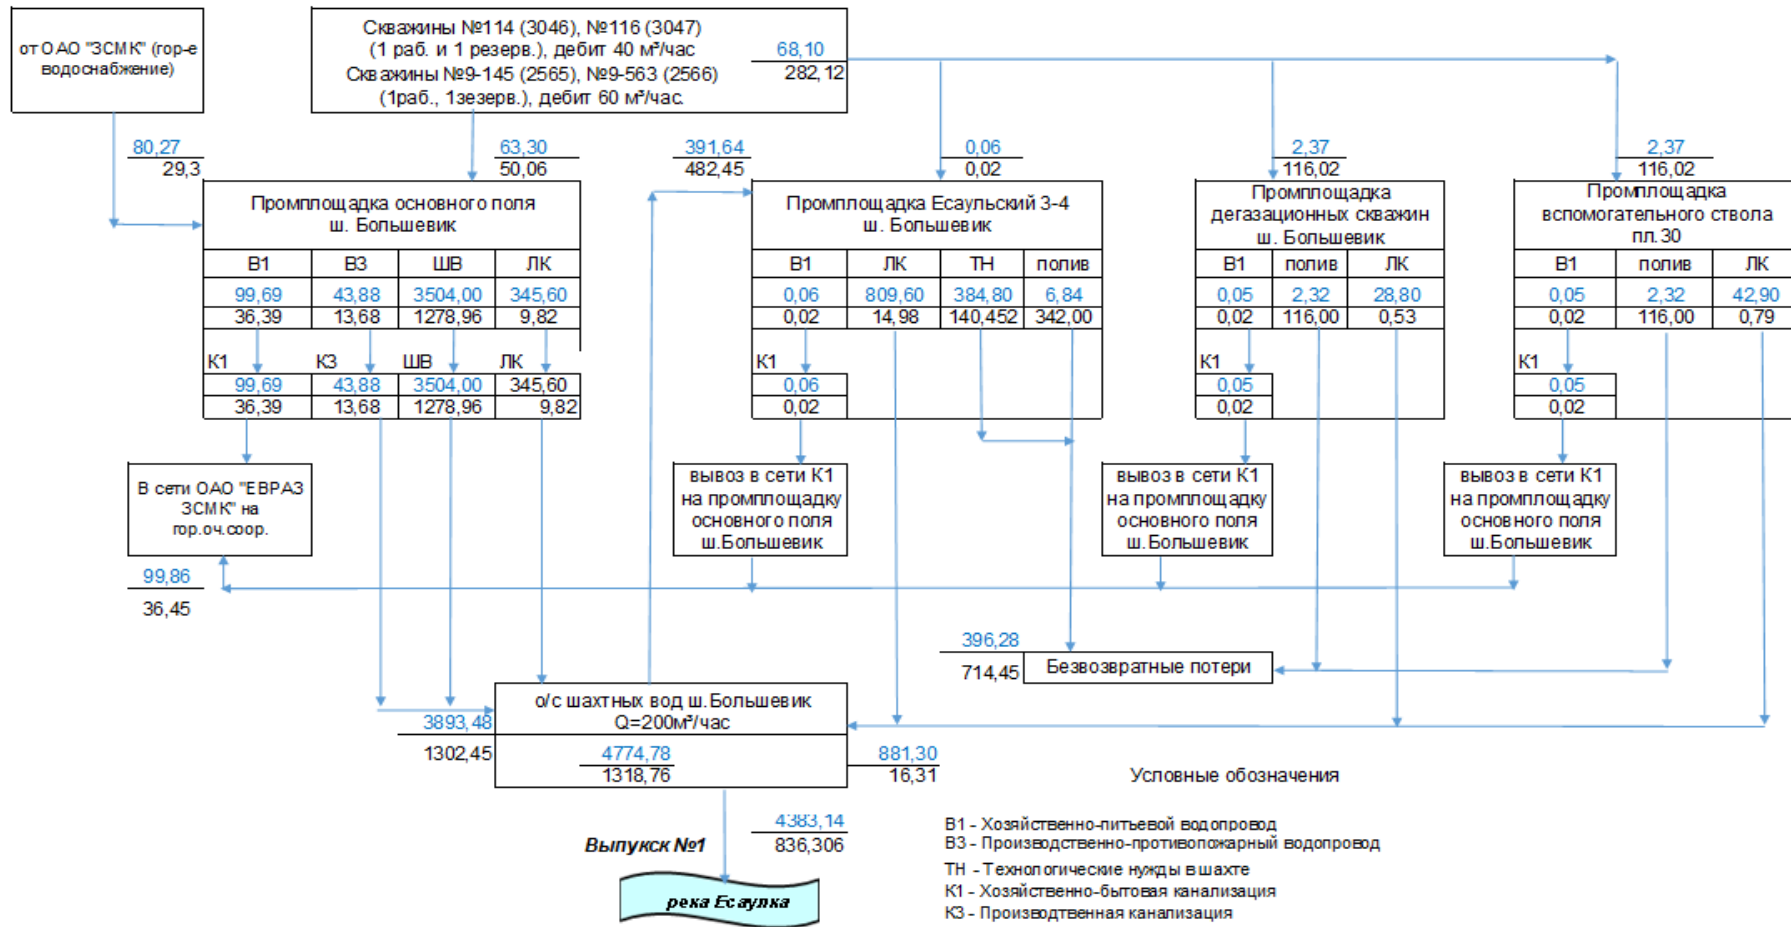 от ОАО "ЗСМК" (гор-е
водоснабжение)
Скважины №114 (3046), №116 (3047)
(1 раб. и 1 резерв.), дебит 40 м³/час
Скважины №9-145 (2565), №9-563 (2566)
(1раб., 1зезерв.), дебит 60 м³/час.
68,10
282,12
80,27
29,3
63,30
50,06
391,64
482,45
0,06
0,02
2,37
116,02
2,37
116,02
Промплощадка основного поля
ш. Большевик
В1 В3 ШВ ЛК
99,69 43,88 3504,00 345,60
36,39 13,68 1278,96 9,82
К1 К3 ШВ ЛК
99,69 43,88 3504,00 345,60
36,39 13,68 1278,96 9,82
Промплощадка Есаульский 3-4
ш. Большевик
В1 ЛК ТН полив
0,06 809,60 384,80 6,84
0,02 14,98 140,452 342,00
К1
0,06
0,02
Промплощадка
дегазационных скважин
ш. Большевик
В1 полив ЛК
0,05 2,32 28,80
0,02 116,00 0,53
К1
0,05
0,02
Промплощадка
вспомогательного ствола
пл.30
В1 полив ЛК
0,05 2,32 42,90
0,02 116,00 0,79
К1
0,05
0,02
В сети ОАО "ЕВРАЗ
ЗСМК" на
гор.оч.соор.
вывоз в сети К1
на промплощадку
основного поля
ш.Большевик
вывоз в сети К1
на промплощадку
основного поля
ш.Большевик
вывоз в сети К1
на промплощадку
основного поля
ш.Большевик
99,86
36,45
396,28
714,45
Безвозвратные потери
о/с шахтных вод ш.Большевик
Q=200м³/час
3893,48
1302,45
4774,78
1318,76
881,30
16,31
Выпукск №1
4383,14
836,306
река Есаулка
Условные обозначения
В1 - Хозяйственно-питьевой водопровод
В3 - Производственно-противопожарный водопровод
ТН - Технологические нужды в шахте
К1 - Хозяйственно-бытовая канализация
К3 - Производтвенная канализация